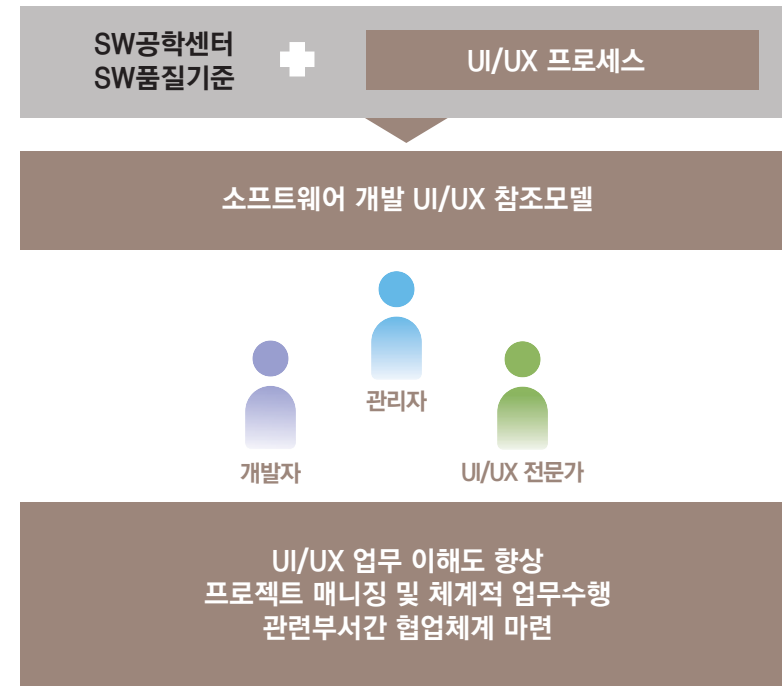 SW공학센터
SW품질기준
UI/UX 프로세스
소프트웨어 개발 UI/UX 참조모델
관리자
개발자
UI/UX 전문가
UI/UX 업무 이해도 향상
프로젝트 매니징 및 체계적 업무수행
관련부서간 협업체계 마련